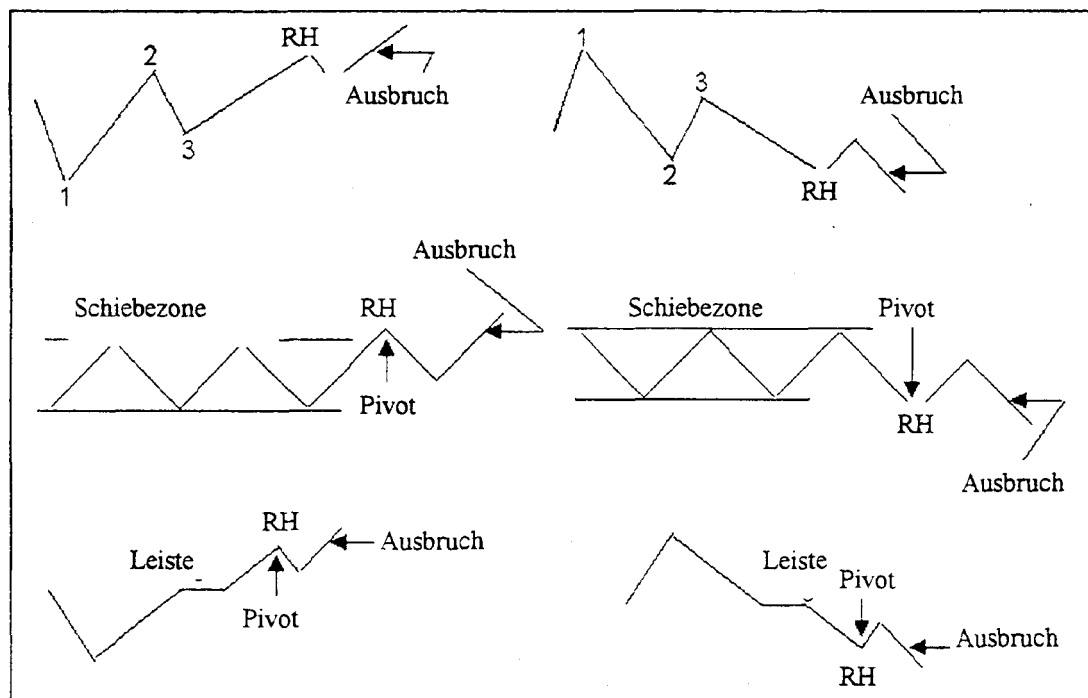 RH
2
Ausbruch
3
1
1
3
Ausbruch
2
RH
Ausbruch
Schiebezone
RH
Pivot
Schiebezone
Pivot
RH
Ausbruch
RH
Leiste
Ausbruch
Pivot
Leiste
Pivot
Ausbruch
RH